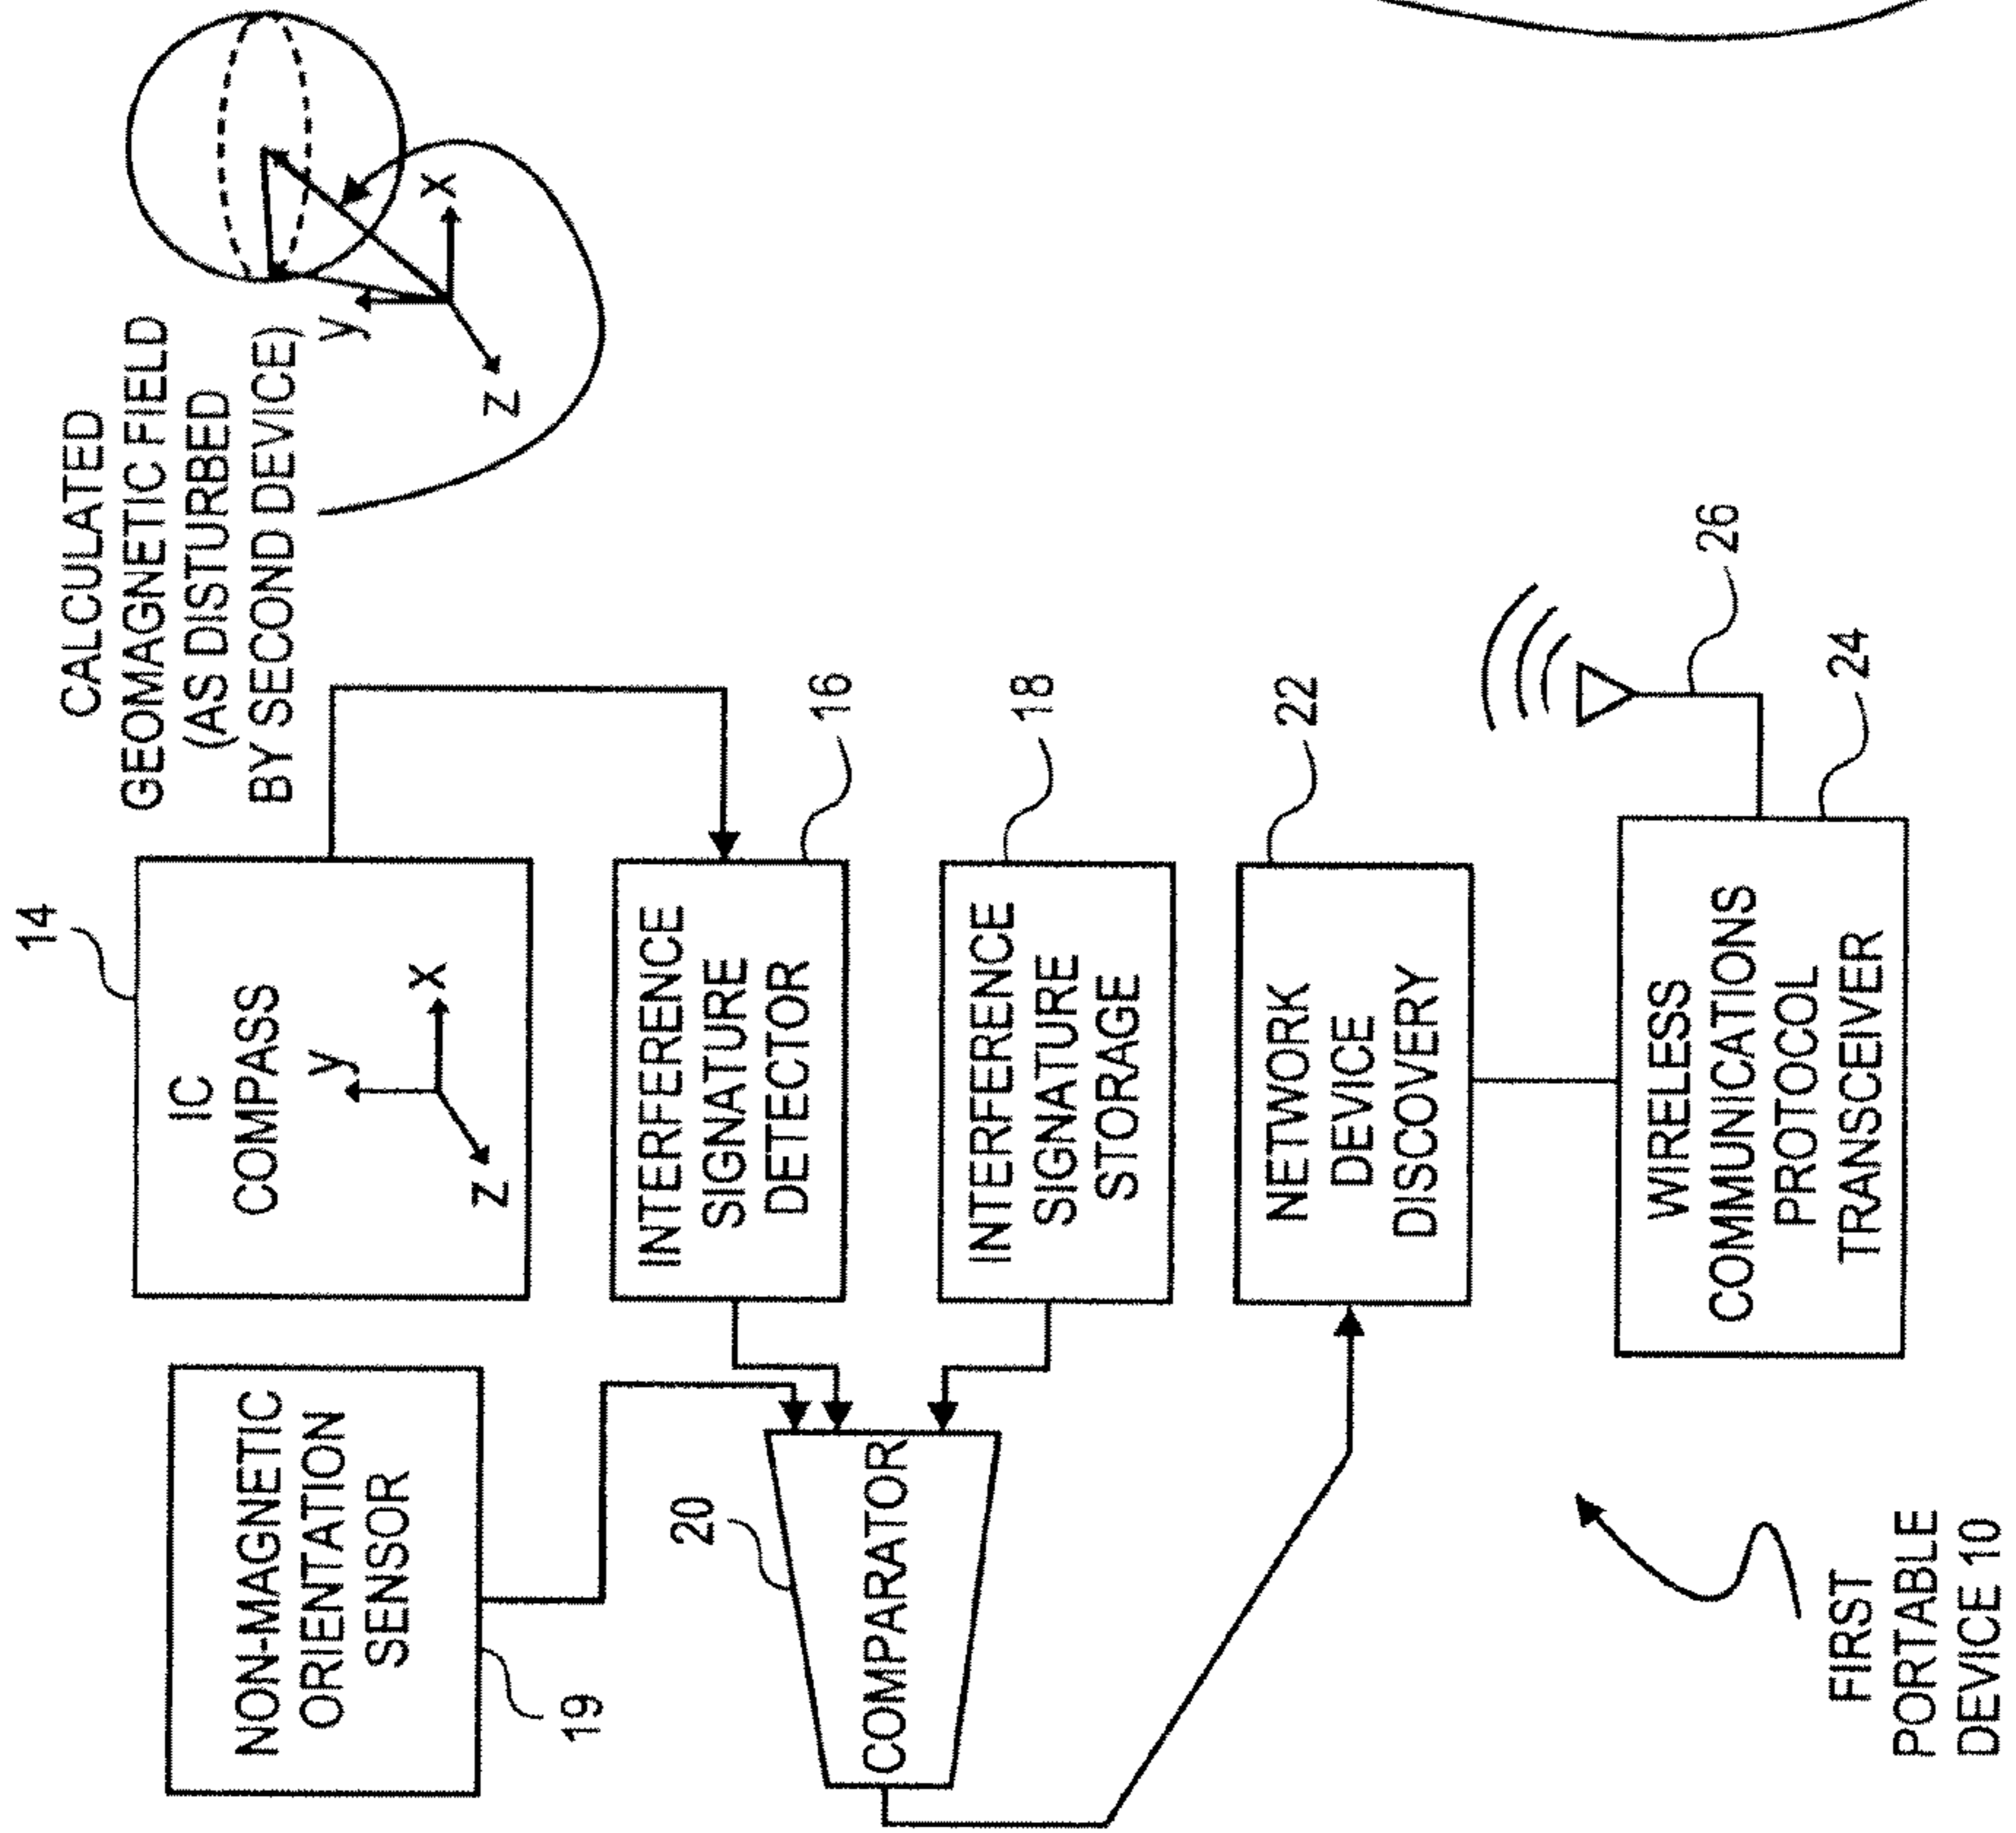 CALCULATED
GEOMAGNETIC FIELD
(AS DISTURBED
BY SECOND DEVICE)
y
x
z
14
IC
COMPASS
y
x
z
NON-MAGNETIC
ORIENTATION
SENSOR
19
INTERFERENCE
SIGNATURE
DETECTOR
16
20
COMPARATOR
INTERFERENCE
SIGNATURE
STORAGE
18
NETWORK
DEVICE
DISCOVERY
22
WIRELESS
COMMUNICATIONS
PROTOCOL
TRANSCEIVER
24
26
FIRST
PORTABLE
DEVICE 10